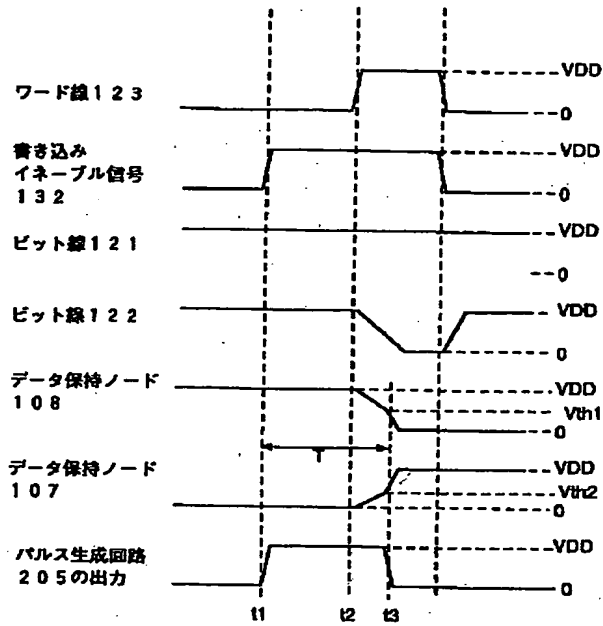 ワード線123
VDD
0
書き込み
イネーブル信号
132
VDD
0
ビット線121
VDD
0
ビット線122
VDD
0
データ保持ノード
108
VDD
Vth1
0
T
データ保持ノード
107
VDD
Vth2
0
パルス生成回路
205の出力
VDD
0
t1
t2
t3